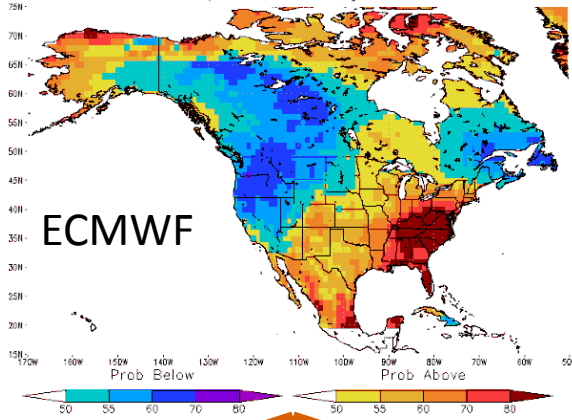 75N
70N
65N
60N
55N
50N
45N
40N
35N
30N
25N
20N
15N
ECMWF
170W 160W 150W 140W 130W 120W 110W 100W 90W 80W 70W 60W 50
Prob Below Prob Above
50 55 60 70 80 50 55 60 70 80